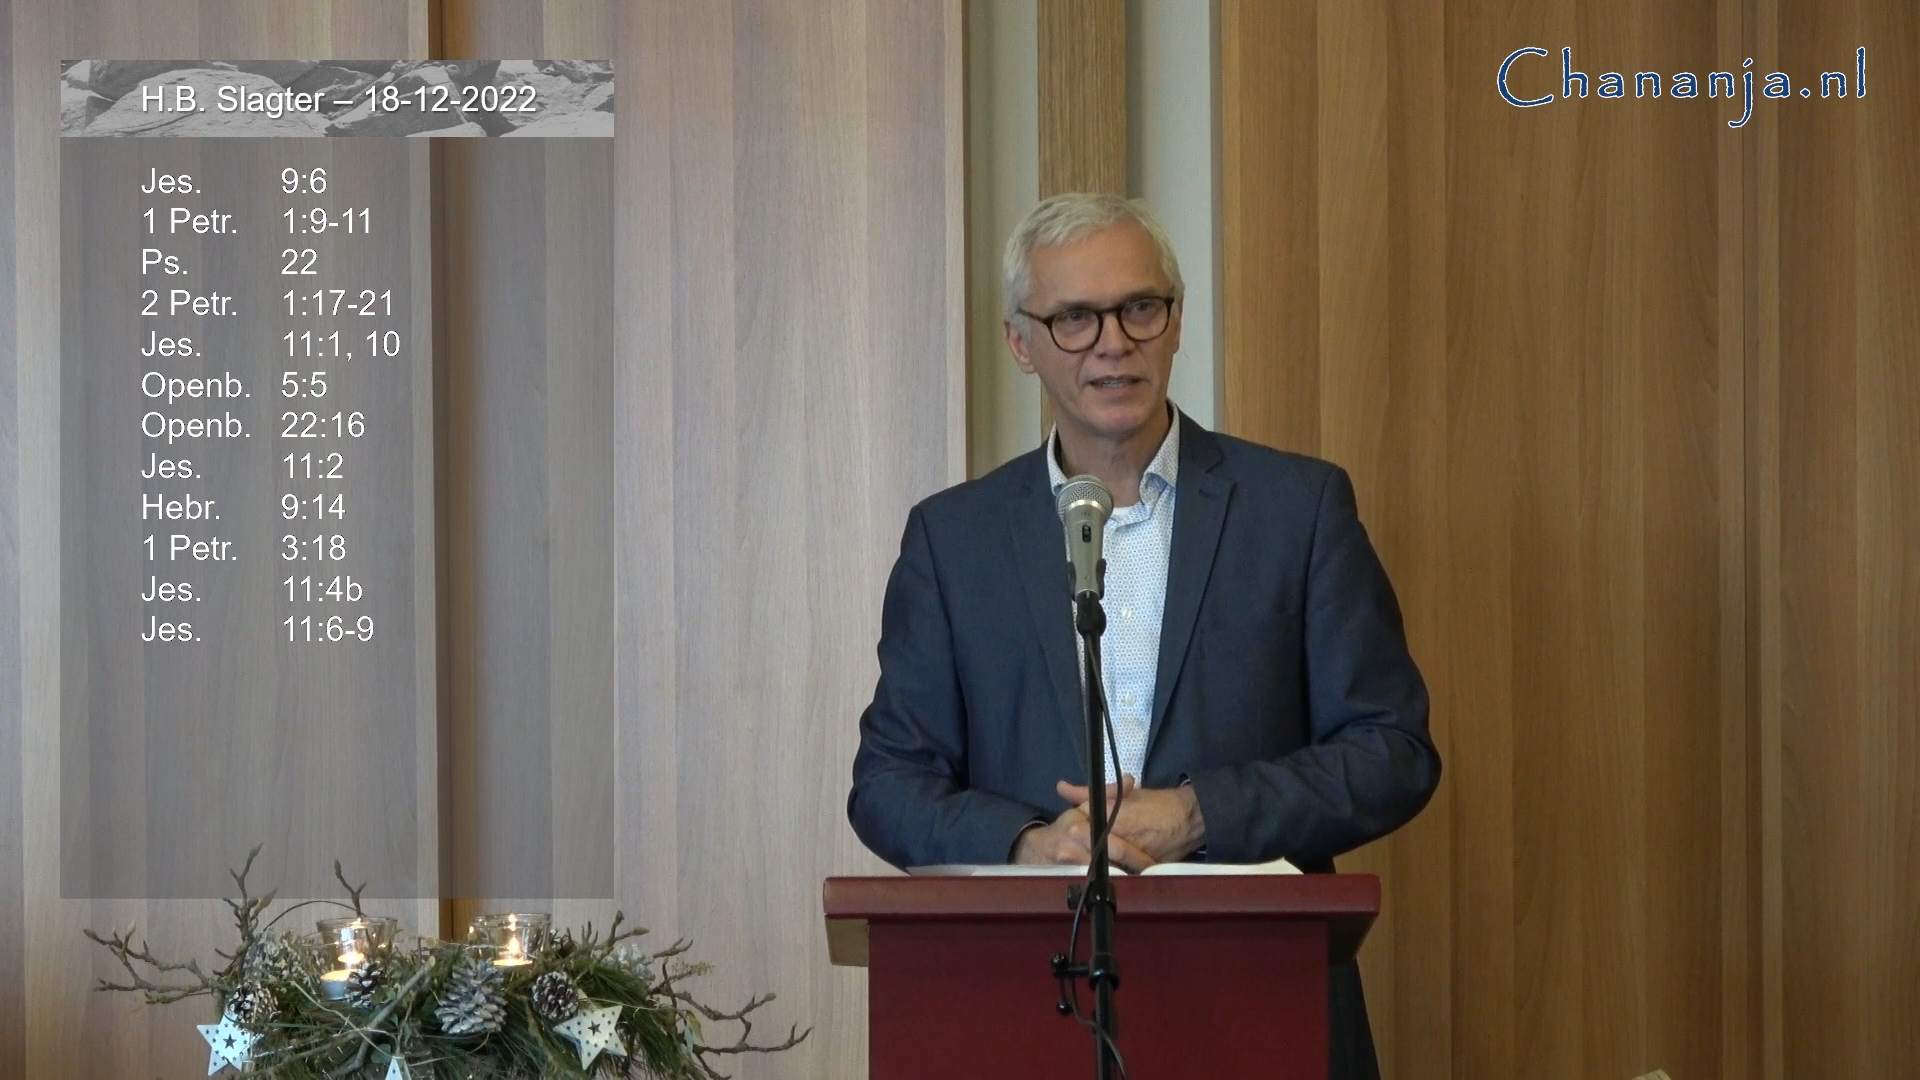 H.B. Slagter – 18-12-2022
Chananja.nl
Jes. 9:6
1 Petr. 1:9-11
Ps. 22
2 Petr. 1:17-21
Jes. 11:1, 10
Openb. 5:5
Openb. 22:16
Jes. 11:2
Hebr. 9:14
1 Petr. 3:18
Jes. 11:4b
Jes. 11:6-9